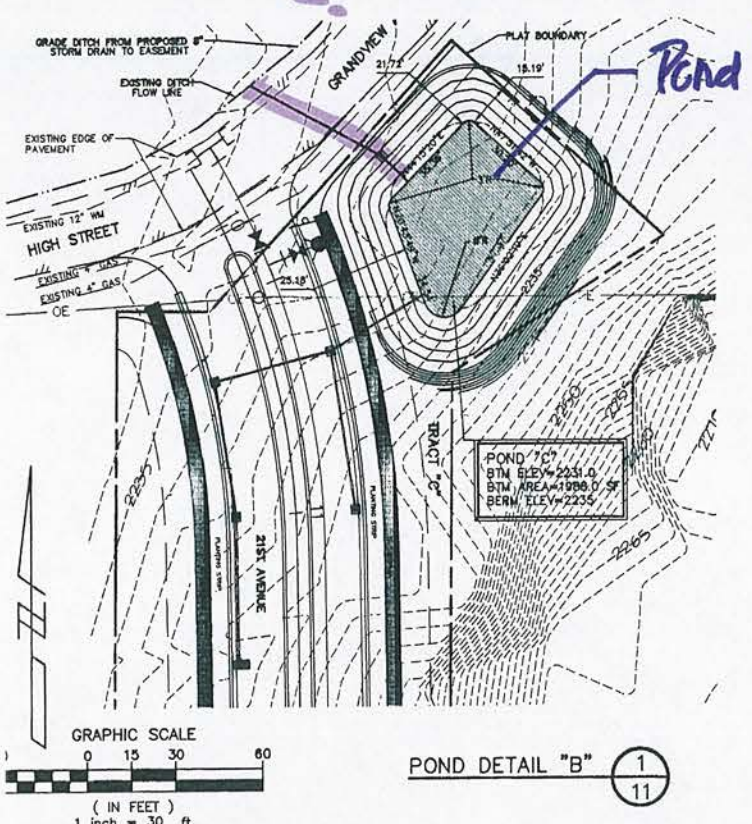 GRADE DITCH FROM PROPOSED 8"
STORM DRAIN TO EASEMENT
GRANDVIEW
PLAT BOUNDARY
21.72'
15.19'
Pond
EXISTING DITCH
FLOW LINE
EXISTING EDGE OF
PAVEMENT
EXISTING 12" WM
HIGH STREET
EXISTING 4" GAS
EXISTING 4" GAS
OE
25.18'
E
2235
2235
TRACT "C"
POND "C"
BTM ELEV=2231.0
BTM AREA=1988.0 SF
BERM ELEV=2235
2250
2255
2260
2265
PLANTING STRIP
21ST AVENUE
PLANTING STRIP
N
GRAPHIC SCALE
0 15 30 60
( IN FEET )
1 inch = 30 ft.
POND DETAIL "B"
1
11